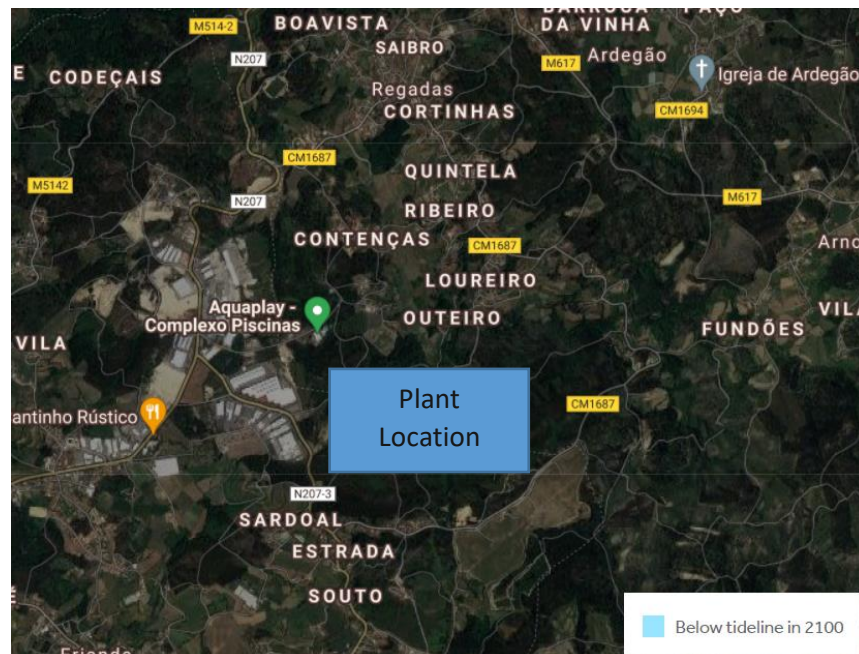 BOAVISTA
DA VINHA
M514-2
SAIBRO
N207
M617
Ardegão
Igreja de Ardegão
CODEÇAIS
Regadas
CORTINHAS
CM1694
CM1687
QUINTELA
M5142
M617
N207
RIBEIRO
CONTENÇAS
CM1687
LOUREIRO
Aquaplay -
Complexo Piscinas
OUTEIRO
FUNDÕES
VILA
Plant
Location
CM1687
antinho Rústico
N207-3
SARDOAL
ESTRADA
SOUTO
Below tideline in 2100